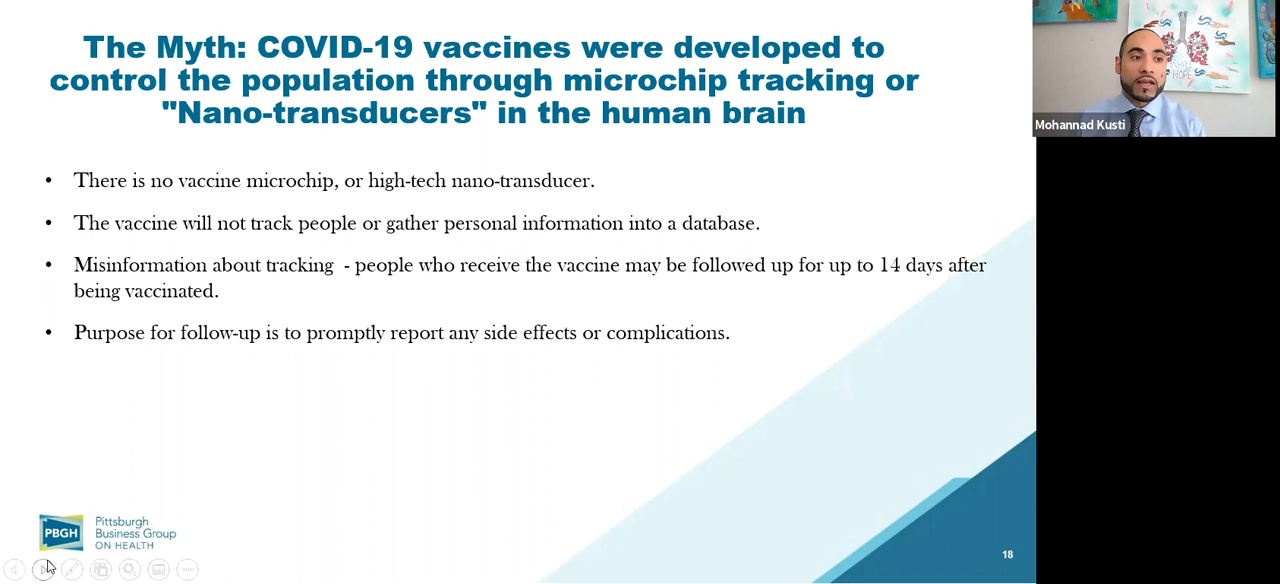 The Myth: COVID-19 vaccines were developed to
control the population through microchip tracking or
"Nano-transducers" in the human brain
• There is no vaccine microchip, or high-tech nano-transducer.
• The vaccine will not track people or gather personal information into a database.
• Misinformation about tracking - people who receive the vaccine may be followed up for up to 14 days after
being vaccinated.
• Purpose for follow-up is to promptly report any side effects or complications.
PBGH
Pittsburgh
Business Group
ON HEALTH
18
Mohannad Kusti
HOPE